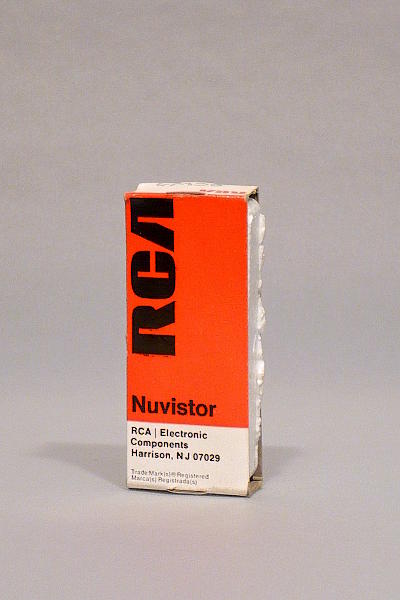 RCA
Nuvistor
RCA | Electronic
Components
Harrison, NJ 07029
Trade Mark(s)® Registered
Marca(s) Registrada(s)